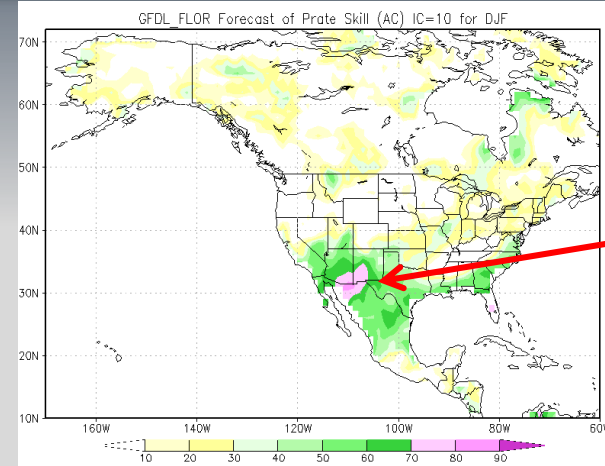 GFDL_FLOR Forecast of Prate Skill (AC) IC=10 for DJF
70N
60N
50N
40N
30N
20N
10N
160W 140W 120W 100W 80W 60
10 20 30 40 50 60 70 80 90